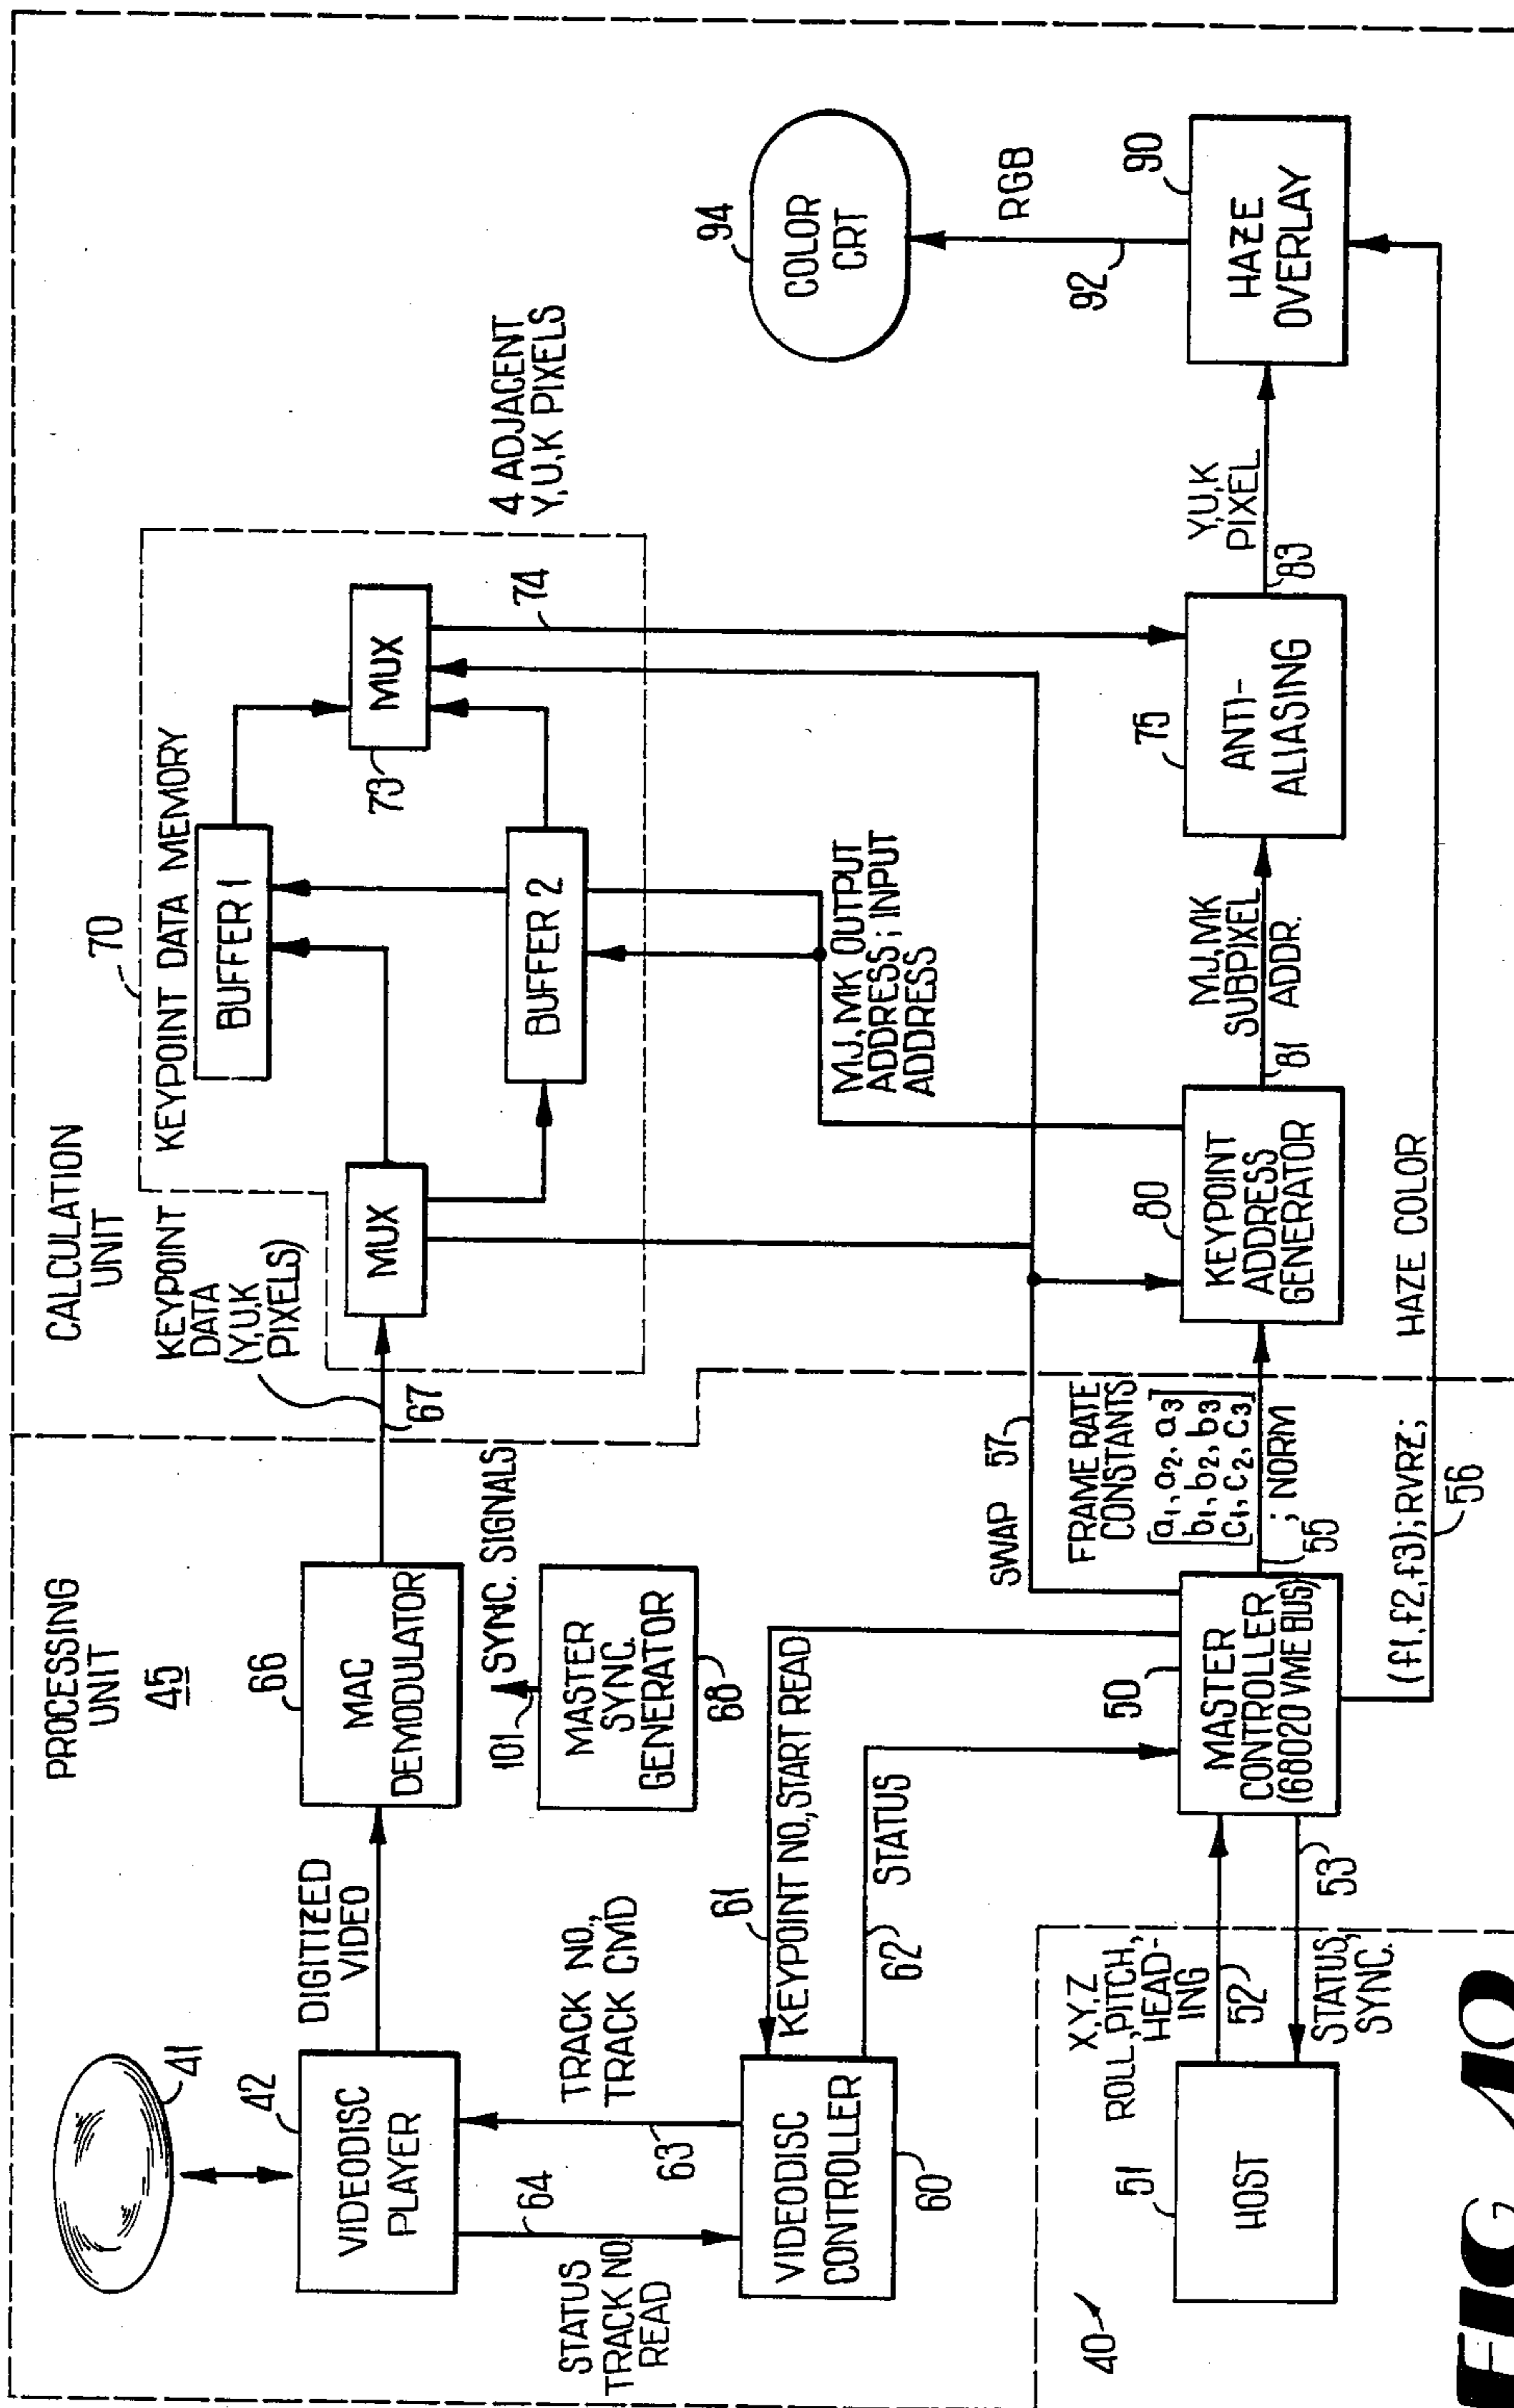 PROCESSING
UNIT
45
CALCULATION
UNIT
41
42
VIDEODISC
PLAYER
DIGITIZED
VIDEO
66
MAC
DEMODULATOR
67
KEYPOINT
DATA
(Y,U,K
PIXELS)
70
KEYPOINT DATA MEMORY
MUX
BUFFER 1
BUFFER 2
MUX
73
74
4 ADJACENT
Y,U,K PIXELS
STATUS
TRACK NO.
READ
64
63
TRACK NO.,
TRACK CMD
101
SYNC. SIGNALS
MASTER
SYNC.
GENERATOR
68
VIDEODISC
CONTROLLER
60
61
KEYPOINT NO., START READ
62
STATUS
SWAP 57
MJ,MK OUTPUT
ADDRESS; INPUT
ADDRESS
94
COLOR
CRT
92
RGB
40
51
HOST
X,Y,Z
ROLL,PITCH,
HEAD-
ING
52
53
STATUS,
SYNC.
50
MASTER
CONTROLLER
(68020 VME BUS)
FRAME RATE
CONSTANTS
[a1, a2, a3]
[b1, b2, b3]
[c1, c2, c3]
; NORM
55
80
KEYPOINT
ADDRESS
GENERATOR
MJ,MK
SUBPIXEL
81 ADDR.
75
ANTI-
ALIASING
Y,U,K
PIXEL
83
90
HAZE
OVERLAY
(f1,f2,f3);RVRZ; HAZE COLOR
56
FIG. 10